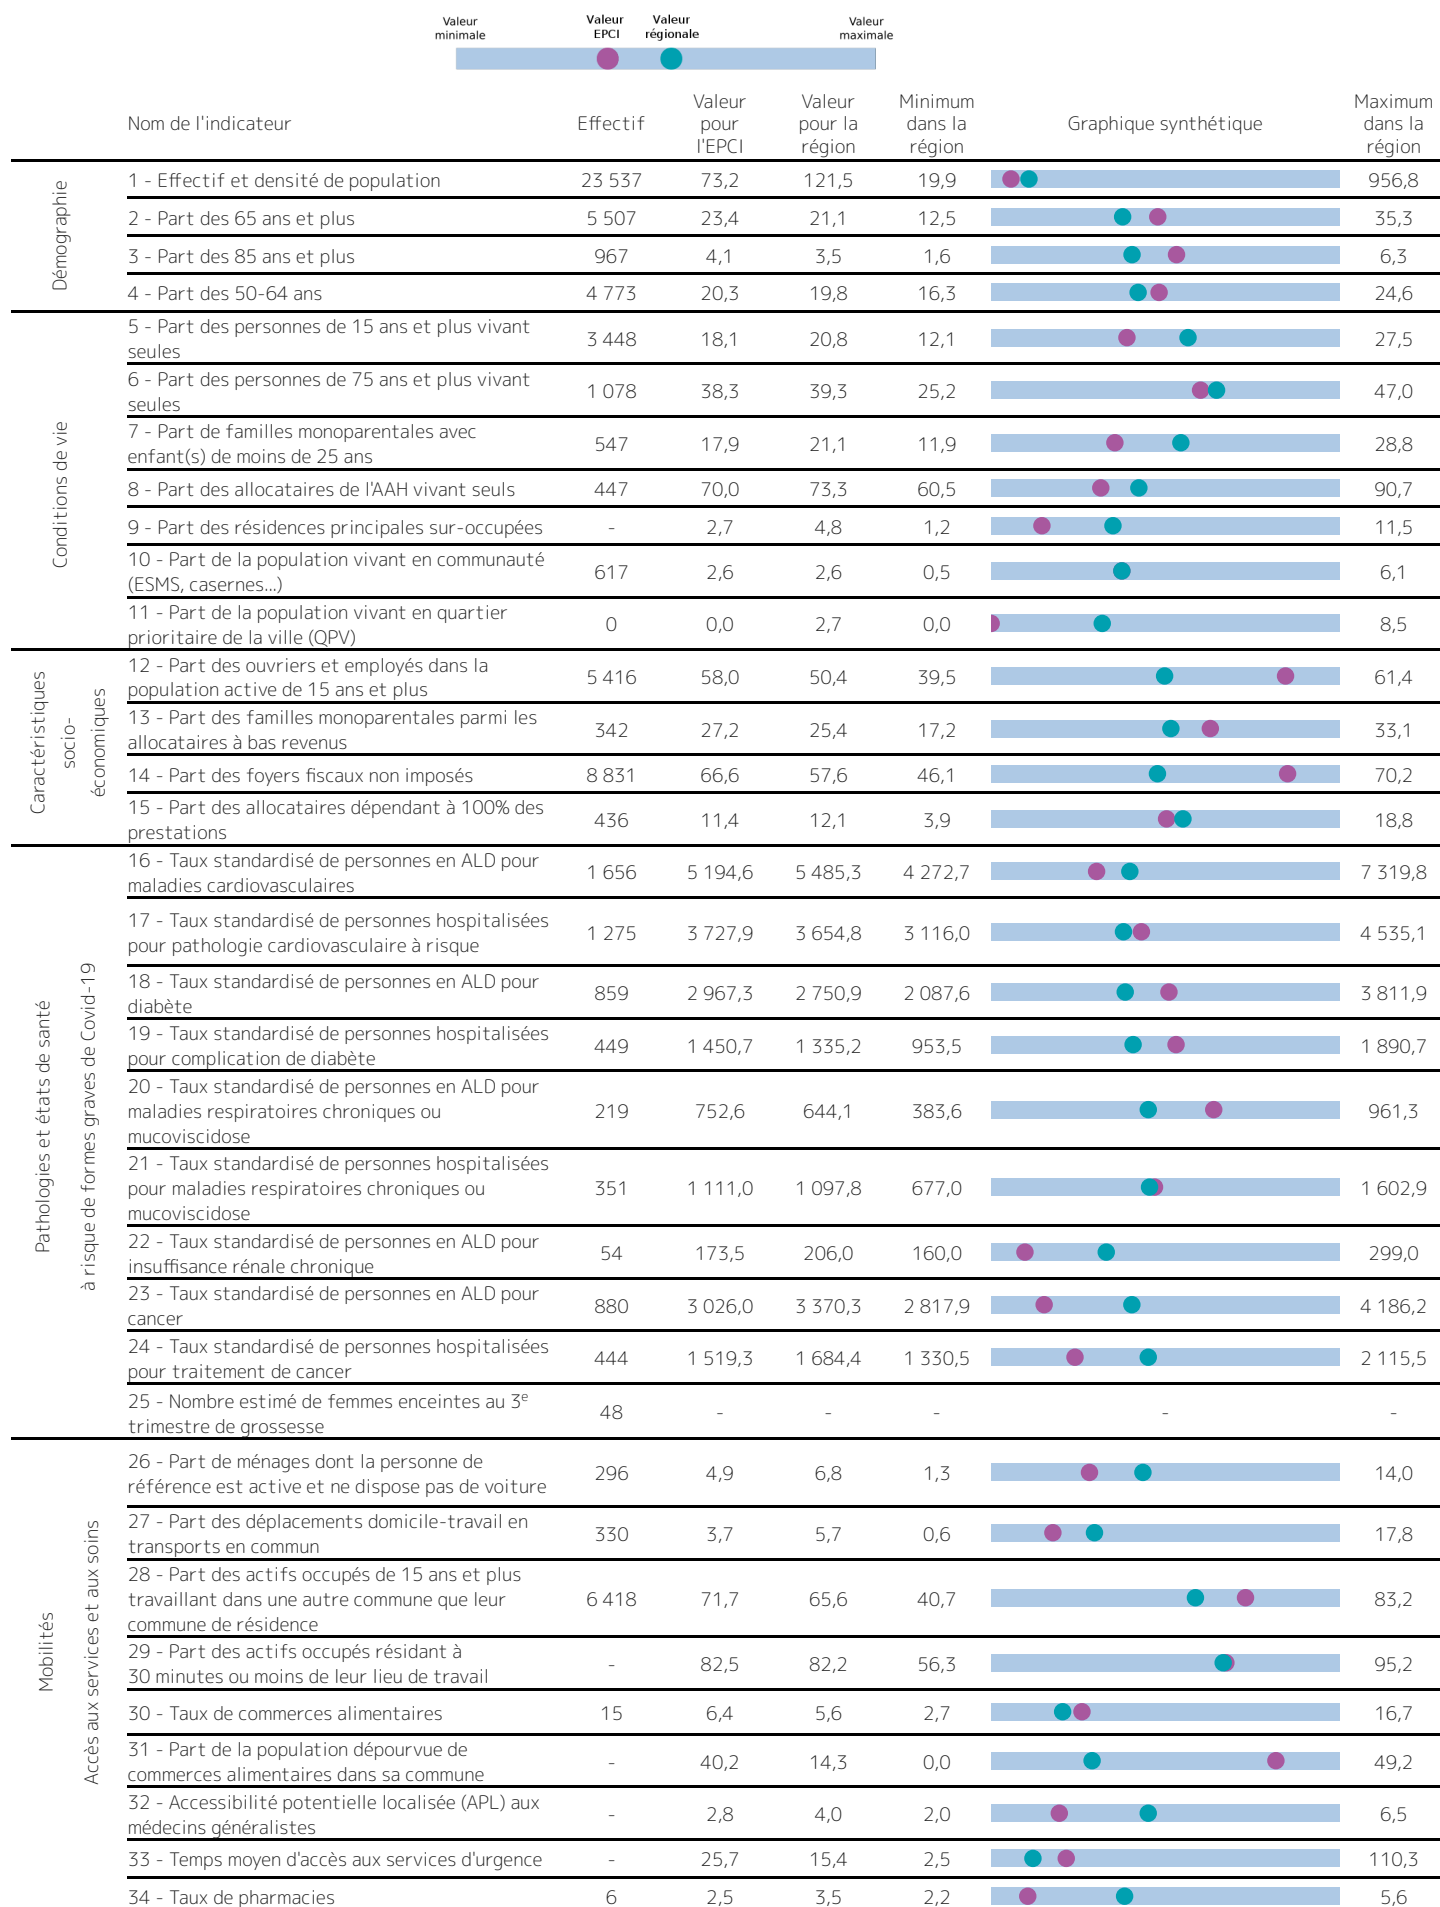 Valeur
minimale
Valeur
EPCI
Valeur
régionale
Valeur
maximale
Nom de l'indicateur
Effectif
Valeur
pour
l'EPCI
Valeur
pour la
région
Minimum
dans la
région
Graphique synthétique
Maximum
dans la
région
Démographie
1 - Effectif et densité de population 23 537 73,2 121,5 19,9 956,8
2 - Part des 65 ans et plus 5 507 23,4 21,1 12,5 35,3
3 - Part des 85 ans et plus 967 4,1 3,5 1,6 6,3
4 - Part des 50-64 ans 4 773 20,3 19,8 16,3 24,6
Conditions de vie
5 - Part des personnes de 15 ans et plus vivant
seules 3 448 18,1 20,8 12,1 27,5
6 - Part des personnes de 75 ans et plus vivant
seules 1 078 38,3 39,3 25,2 47,0
7 - Part de familles monoparentales avec
enfant(s) de moins de 25 ans 547 17,9 21,1 11,9 28,8
8 - Part des allocataires de l'AAH vivant seuls 447 70,0 73,3 60,5 90,7
9 - Part des résidences principales sur-occupées - 2,7 4,8 1,2 11,5
10 - Part de la population vivant en communauté
(ESMS, casernes...) 617 2,6 2,6 0,5 6,1
11 - Part de la population vivant en quartier
prioritaire de la ville (QPV) 0 0,0 2,7 0,0 8,5
Caractéristiques
socio-
économiques
12 - Part des ouvriers et employés dans la
population active de 15 ans et plus 5 416 58,0 50,4 39,5 61,4
13 - Part des familles monoparentales parmi les
allocataires à bas revenus 342 27,2 25,4 17,2 33,1
14 - Part des foyers fiscaux non imposés 8 831 66,6 57,6 46,1 70,2
15 - Part des allocataires dépendant à 100% des
prestations 436 11,4 12,1 3,9 18,8
Pathologies et états de santé
à risque de formes graves de Covid-19
16 - Taux standardisé de personnes en ALD pour
maladies cardiovasculaires 1 656 5 194,6 5 485,3 4 272,7 7 319,8
17 - Taux standardisé de personnes hospitalisées
pour pathologie cardiovasculaire à risque 1 275 3 727,9 3 654,8 3 116,0 4 535,1
18 - Taux standardisé de personnes en ALD pour
diabète 859 2 967,3 2 750,9 2 087,6 3 811,9
19 - Taux standardisé de personnes hospitalisées
pour complication de diabète 449 1 450,7 1 335,2 953,5 1 890,7
20 - Taux standardisé de personnes en ALD pour
maladies respiratoires chroniques ou
mucoviscidose 219 752,6 644,1 383,6 961,3
21 - Taux standardisé de personnes hospitalisées
pour maladies respiratoires chroniques ou
mucoviscidose 351 1 111,0 1 097,8 677,0 1 602,9
22 - Taux standardisé de personnes en ALD pour
insuffisance rénale chronique 54 173,5 206,0 160,0 299,0
23 - Taux standardisé de personnes en ALD pour
cancer 880 3 026,0 3 370,3 2 817,9 4 186,2
24 - Taux standardisé de personnes hospitalisées
pour traitement de cancer 444 1 519,3 1 684,4 1 330,5 2 115,5
25 - Nombre estimé de femmes enceintes au 3e
trimestre de grossesse 48 - - - - -
Mobilités
Accès aux services et aux soins
26 - Part de ménages dont la personne de
référence est active et ne dispose pas de voiture 296 4,9 6,8 1,3 14,0
27 - Part des déplacements domicile-travail en
transports en commun 330 3,7 5,7 0,6 17,8
28 - Part des actifs occupés de 15 ans et plus
travaillant dans une autre commune que leur
commune de résidence 6 418 71,7 65,6 40,7 83,2
29 - Part des actifs occupés résidant à
30 minutes ou moins de leur lieu de travail - 82,5 82,2 56,3 95,2
30 - Taux de commerces alimentaires 15 6,4 5,6 2,7 16,7
31 - Part de la population dépourvue de
commerces alimentaires dans sa commune - 40,2 14,3 0,0 49,2
32 - Accessibilité potentielle localisée (APL) aux
médecins généralistes - 2,8 4,0 2,0 6,5
33 - Temps moyen d'accès aux services d'urgence - 25,7 15,4 2,5 110,3
34 - Taux de pharmacies 6 2,5 3,5 2,2 5,6